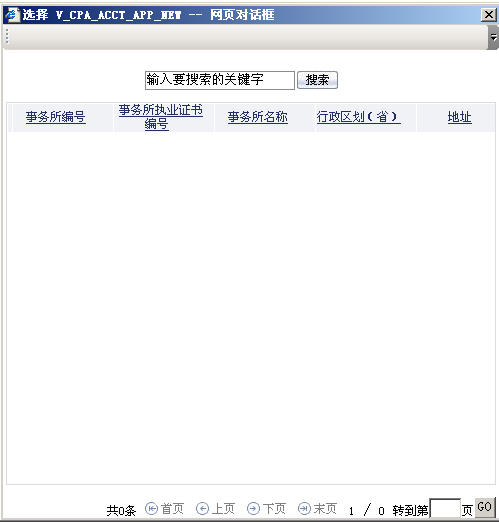 选择 V_CPA_ACCT_APP_NEW -- 网页对话框
输入要搜索的关键字 搜索
事务所编号 事务所执业证书编号 事务所名称 行政区划(省) 地址
共0条 首页 上页 下页 末页 1 / 0 转到第 页 GO